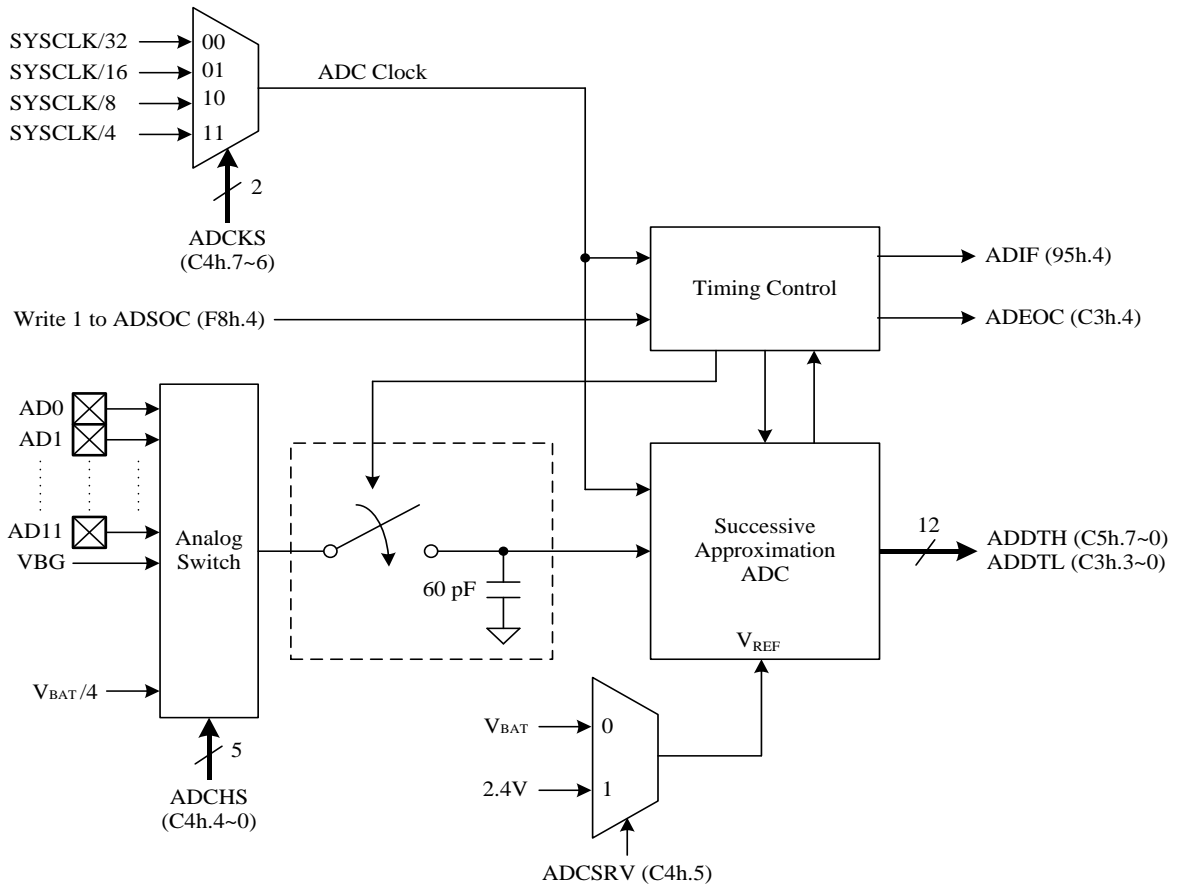 SYSCLK/32
00
SYSCLK/16
01
SYSCLK/8
10
SYSCLK/4
11
ADC Clock
2
ADCKS
(C4h.7~6)
Timing Control
ADIF (95h.4)
Write 1 to ADSOC (F8h.4)
ADEOC (C3h.4)
AD0
AD1
AD11
VBG
VBAT/4
Analog
Switch
5
ADCHS
(C4h.4~0)
60 pF
Successive
Approximation
ADC
VREF
12
ADDTH (C5h.7~0)
ADDTL (C3h.3~0)
VBAT
0
2.4V
1
ADCSRV (C4h.5)